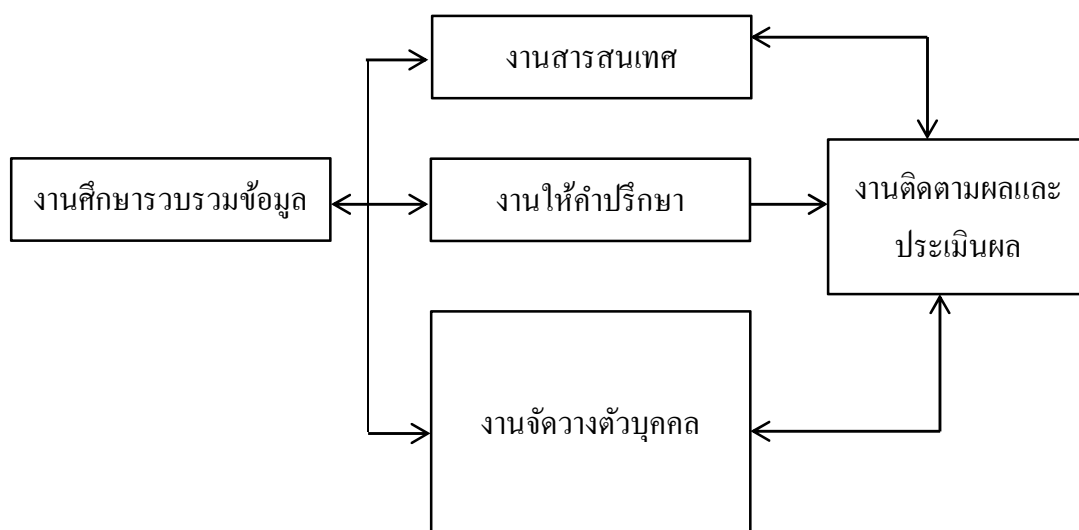 งานสารสนเทศ
งานศึกษารวบรวมข้อมูล
งานให้คำปรึกษา
งานติดตามผลและ
ประเมินผล
งานจัดวางตัวบุคคล